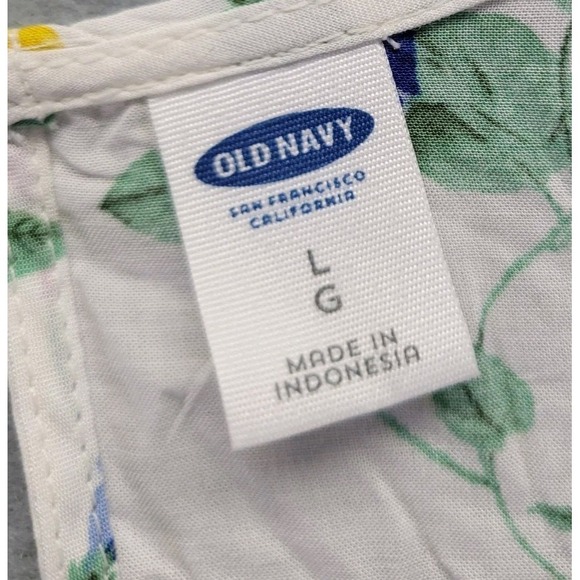 OLD NAVY
SAN FRANCISCO
CALIFORNIA
L
G
MADE IN
INDONESIA